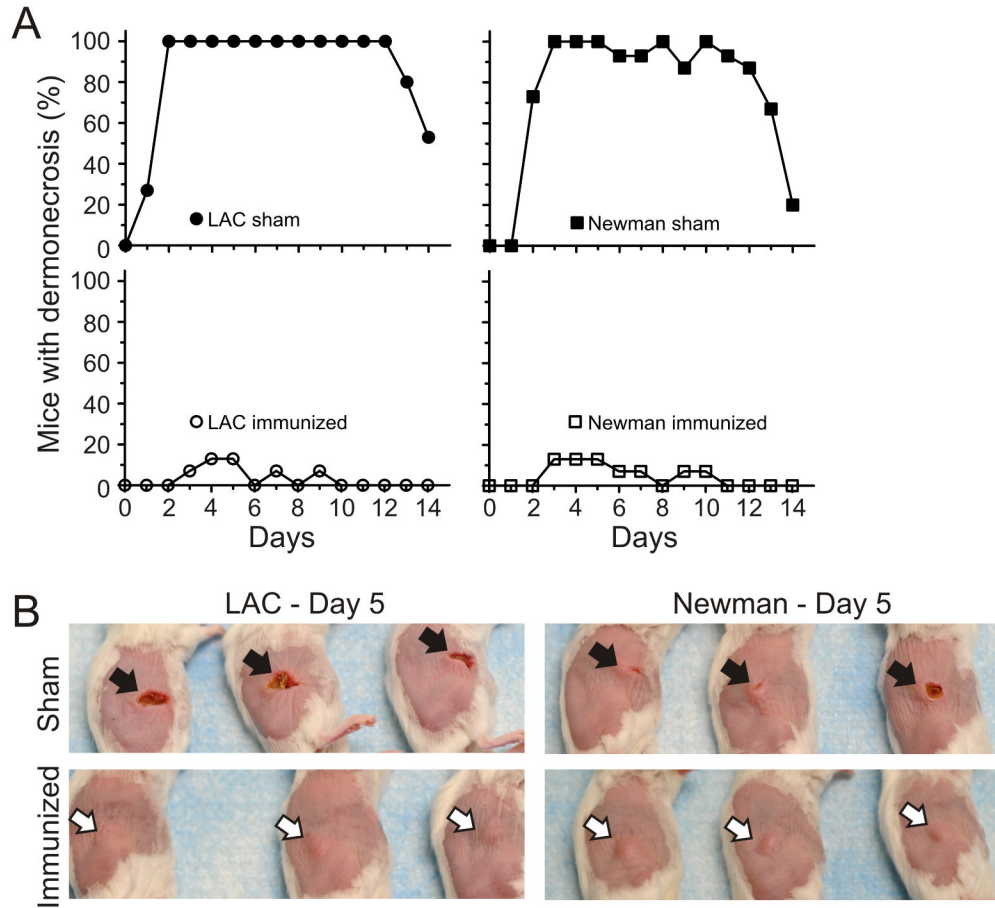 A
Mice with dermonecrosis (%)
100
80
60
40
20
0
LAC sham
Newman sham
100
80
60
40
20
0
LAC immunized
Newman immunized
0 2 4 6 8 10 12 14
0 2 4 6 8 10 12 14
Days
Days
B
LAC - Day 5
Newman - Day 5
Sham
Immunized